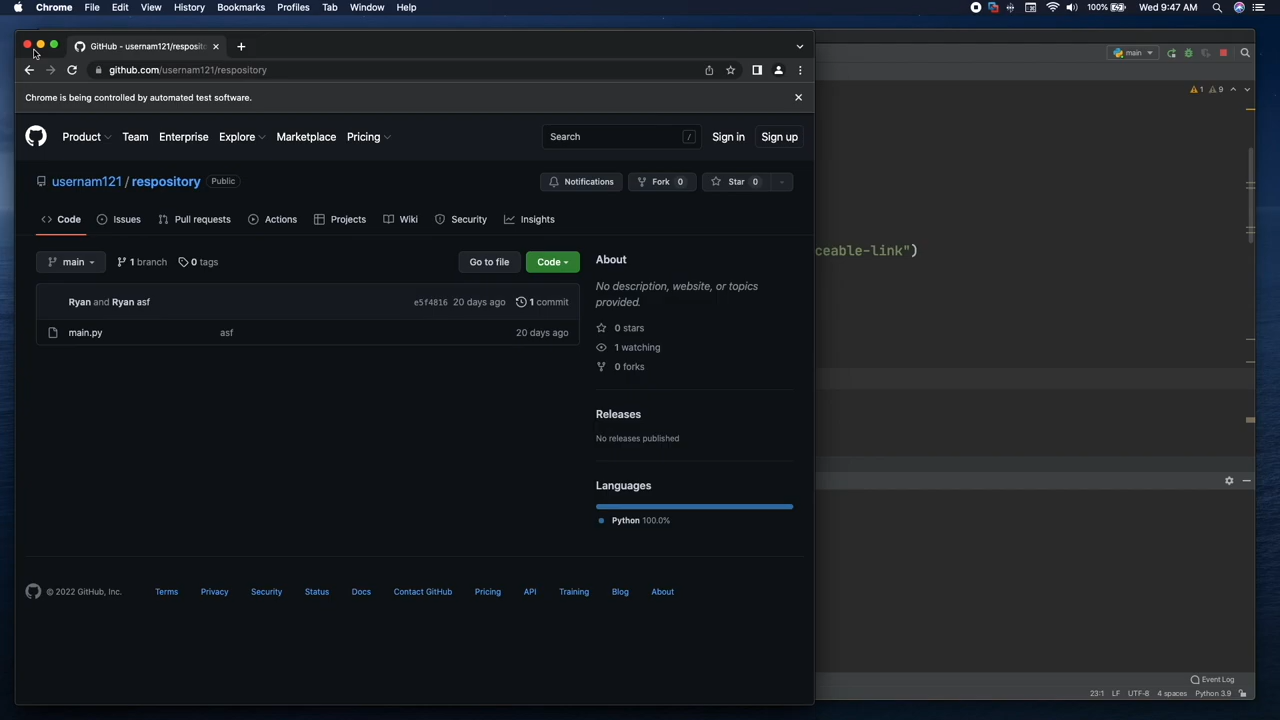 Chrome File Edit View History Bookmarks Profiles Tab Window Help 100% Wed 9:47 AM
GitHub - usernam121/resposito
github.com/usernam121/respository
main
Chrome is being controlled by automated test software.
1 9
Product Team Enterprise Explore Marketplace Pricing Search / Sign in Sign up
usernam121 / respository Public Notifications Fork 0 Star 0
Code Issues Pull requests Actions Projects Wiki Security Insights
main 1 branch 0 tags Go to file Code
Ryan and Ryan asf e5f4816 20 days ago 1 commit
main.py asf 20 days ago
About
No description, website, or topics
provided.
0 stars
1 watching
0 forks
Releases
No releases published
Languages
Python 100.0%
ceable-link")
© 2022 GitHub, Inc. Terms Privacy Security Status Docs Contact GitHub Pricing API Training Blog About
Event Log
23:1 LF UTF-8 4 spaces Python 3.9